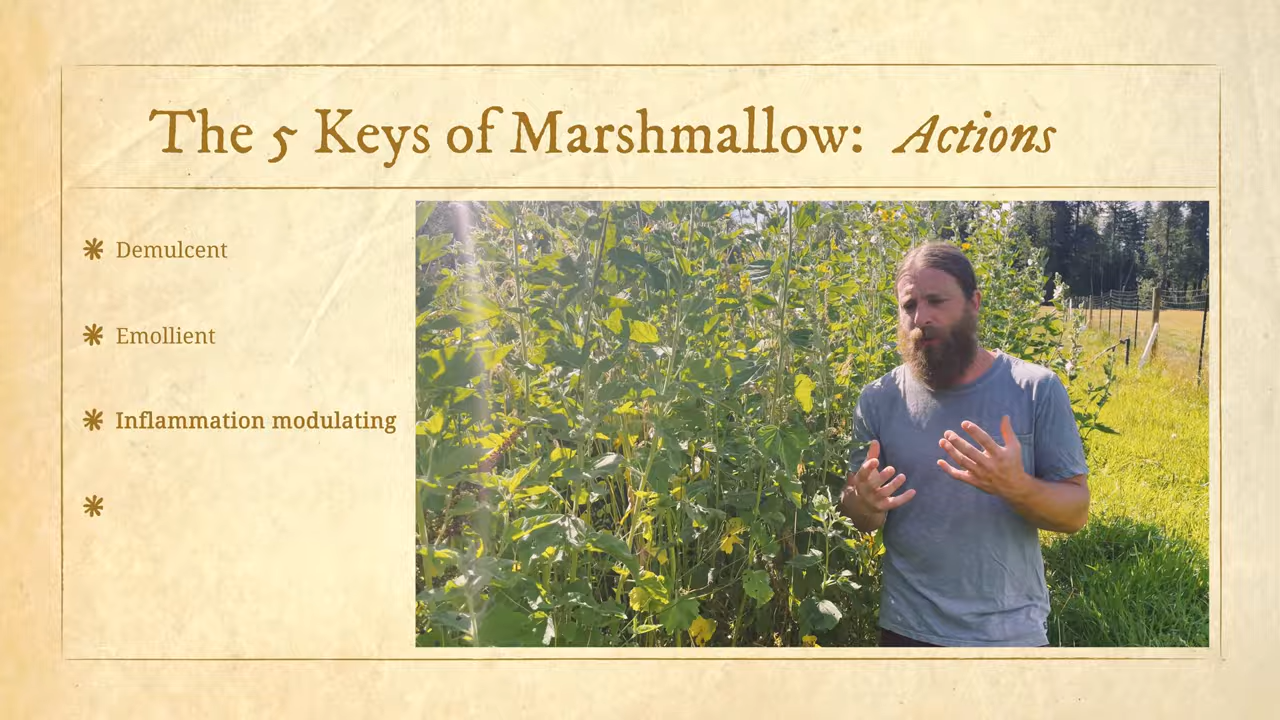 The 5 Keys of Marshmallow: Actions
Demulcent
Emollient
Inflammation modulating